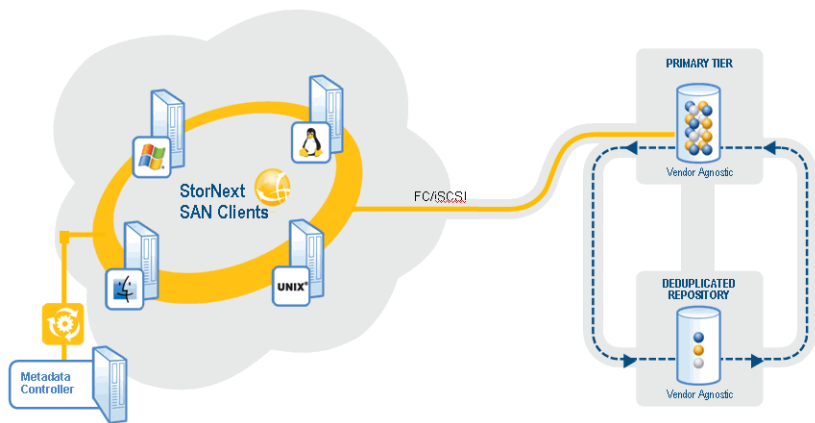 PRIMARY TIER
Vendor Agnostic
StorNext
SAN Clients
FC/iSCSI
UNIX®
DEDUPLICATED
REPOSITORY
Vendor Agnostic
Metadata
Controller